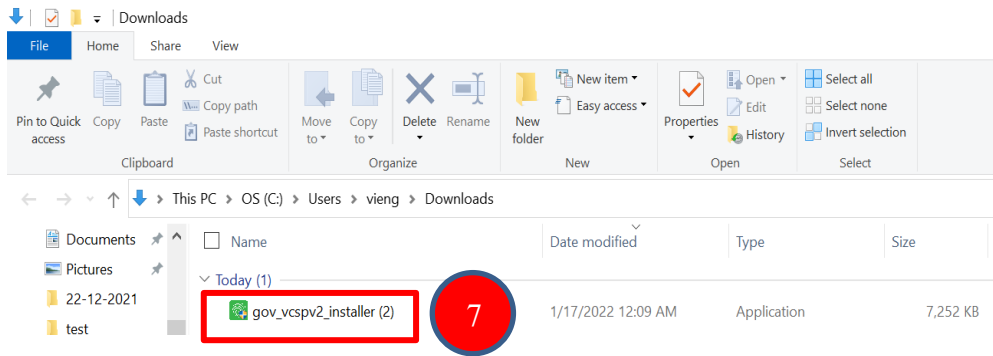 Downloads
File Home Share View
Pin to Quick access
Copy
Paste
Cut
Copy path
Paste shortcut
Clipboard
Move to
Copy to
Delete
Rename
Organize
New folder
New item
Easy access
New
Properties
Open
Edit
History
Open
Select all
Select none
Invert selection
Select
This PC > OS (C:) > Users > vieng > Downloads
Documents
Pictures
22-12-2021
test
Name Date modified Type Size
Today (1)
gov_vcspv2_installer (2) 7 1/17/2022 12:09 AM Application 7,252 KB